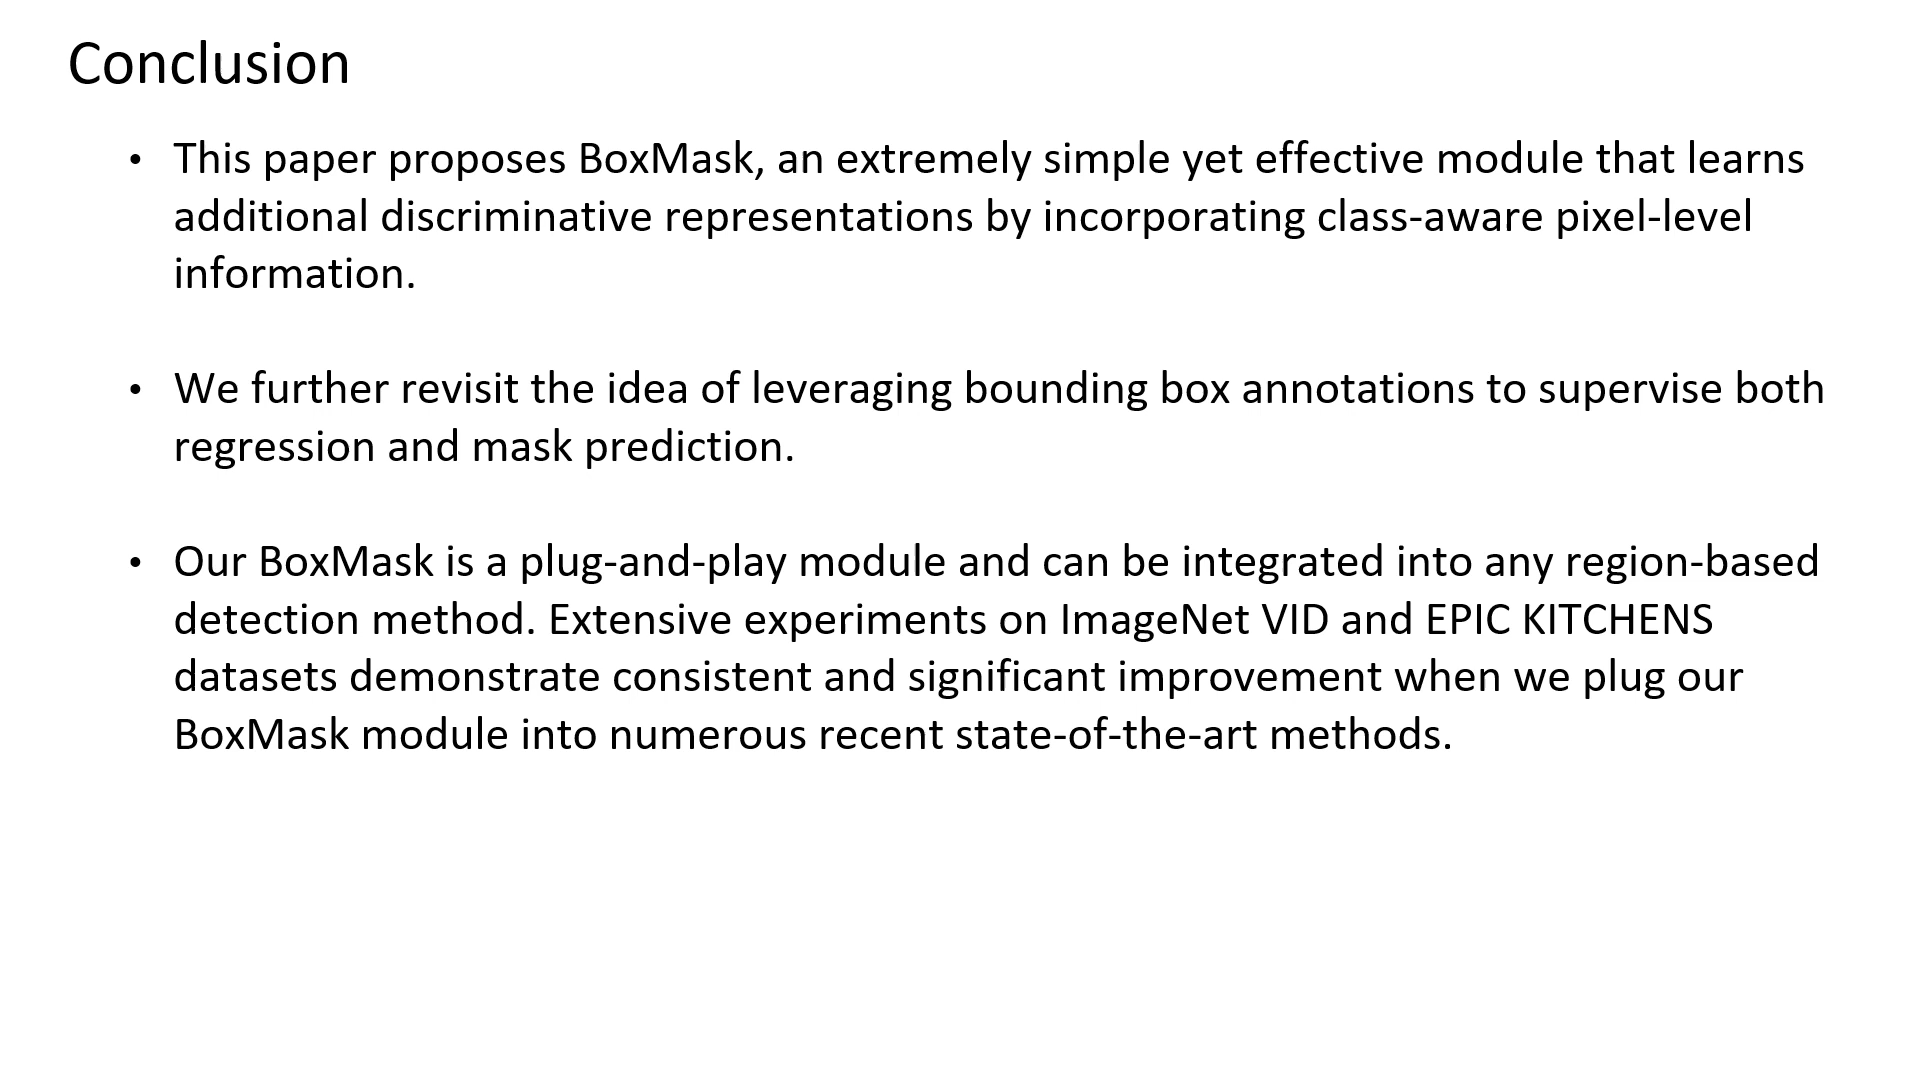 Conclusion
• This paper proposes BoxMask, an extremely simple yet effective module that learns
additional discriminative representations by incorporating class-aware pixel-level
information.
• We further revisit the idea of leveraging bounding box annotations to supervise both
regression and mask prediction.
• Our BoxMask is a plug-and-play module and can be integrated into any region-based
detection method. Extensive experiments on ImageNet VID and EPIC KITCHENS
datasets demonstrate consistent and significant improvement when we plug our
BoxMask module into numerous recent state-of-the-art methods.